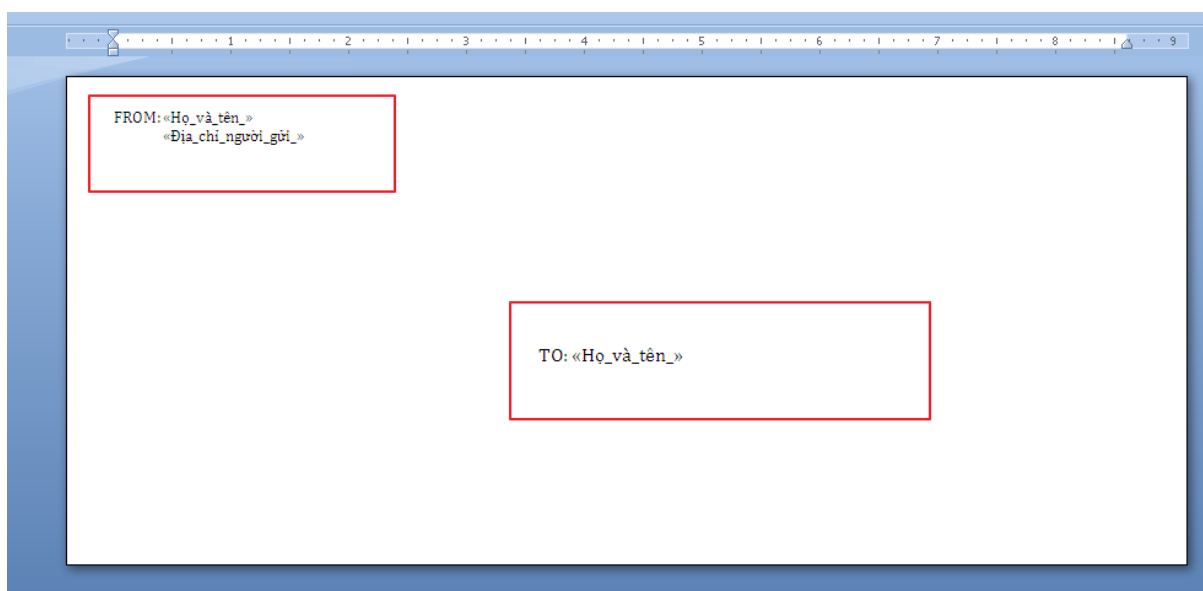 1 2 3 4 5 6 7 8 9
FROM: «Họ_và_tên_»
«Địa_chỉ_người_gửi_»
TO: «Họ_và_tên_»